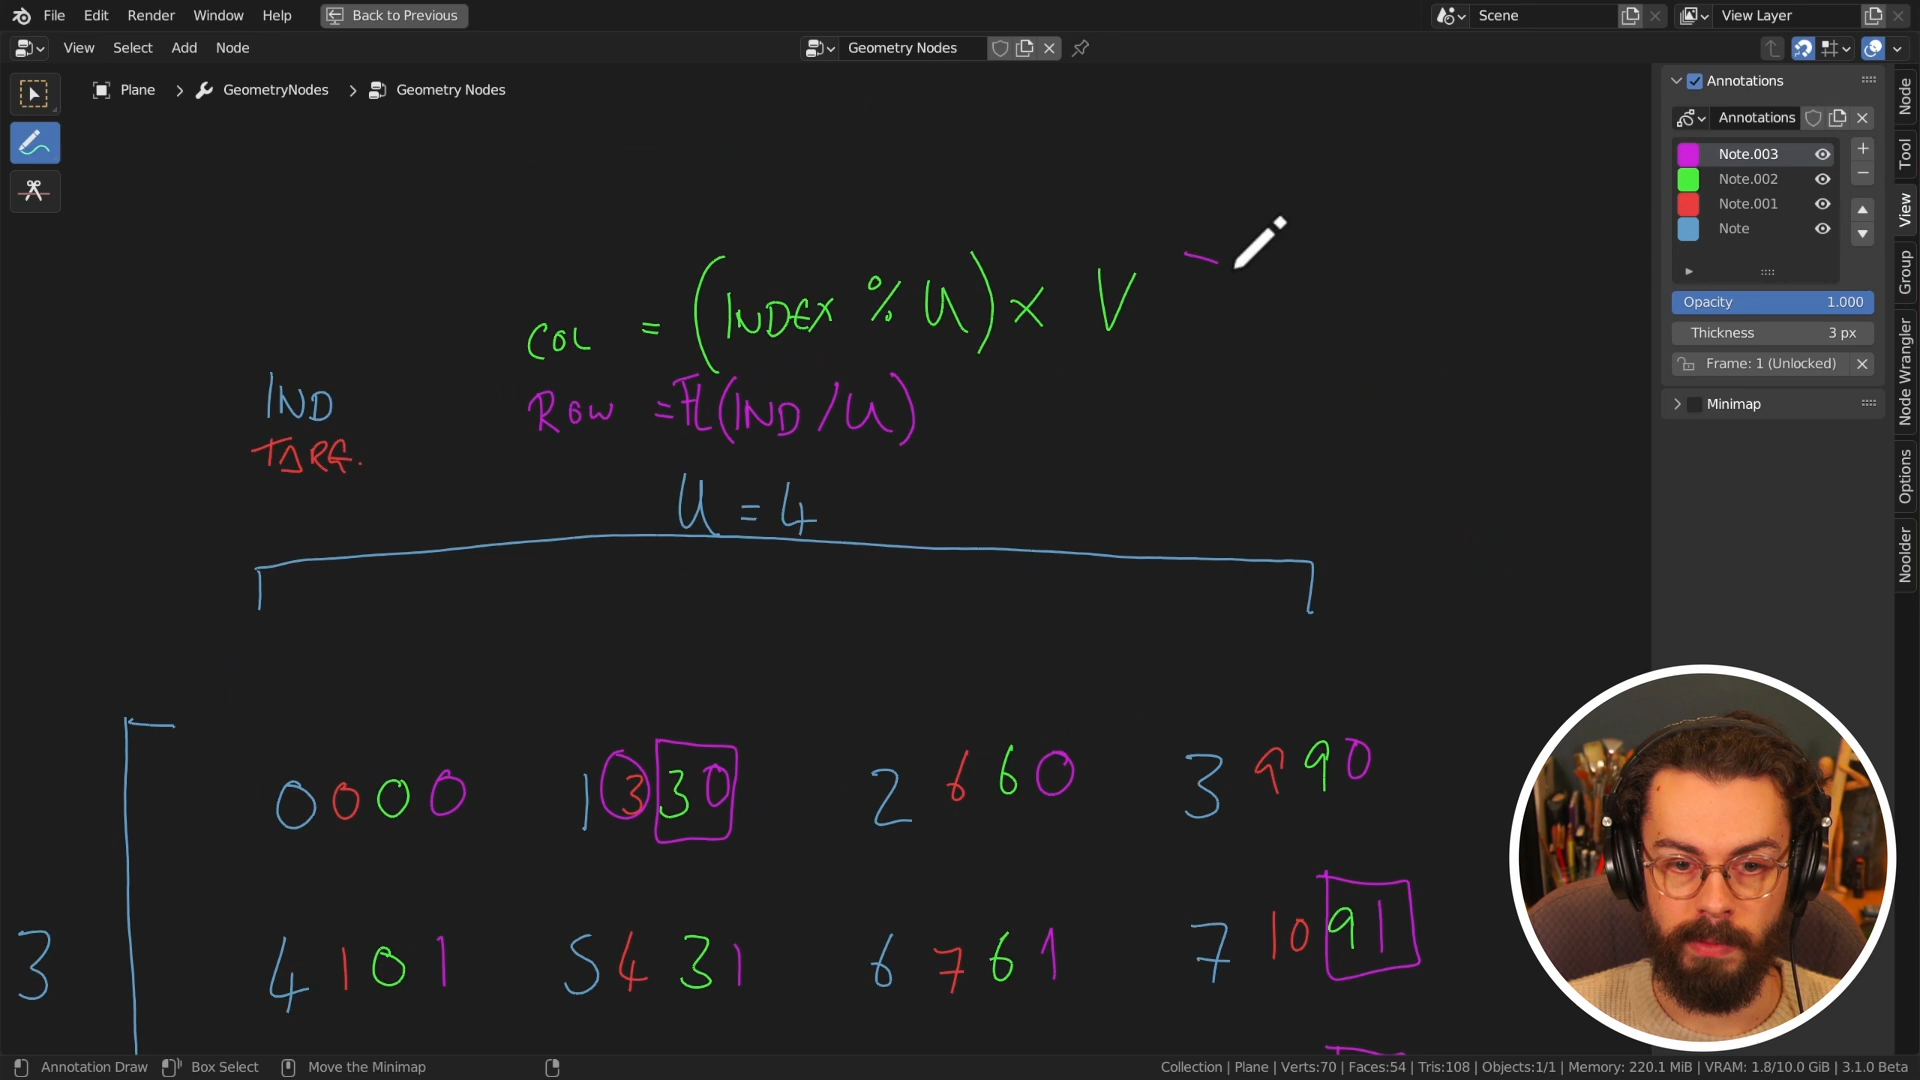 File Edit Render Window Help Back to Previous Scene View Layer
View Select Add Node Geometry Nodes
Plane > GeometryNodes > Geometry Nodes
Annotations
Annotations
Note.003
Note.002
Note.001
Note
Opacity 1.000
Thickness 3 px
Frame: 1 (Unlocked)
Minimap
Node
Tool
View
Group
Node Wrangler
Options
Noolder
COL = (INDEX % U) X V
IND
ROW = FL(IND/U)
TARG.
U = 4
0 0 0 0 1 3 3 0 2 6 6 0 3 9 9 0
3 4 1 0 1 5 4 3 1 6 7 6 1 7 10 9 1
Annotation Draw Box Select Move the Minimap Collection | Plane | Verts:70 | Faces:54 | Tris:108 | Objects:1/1 | Memory: 220.1 MiB | VRAM: 1.8/10.0 GiB | 3.1.0 Beta